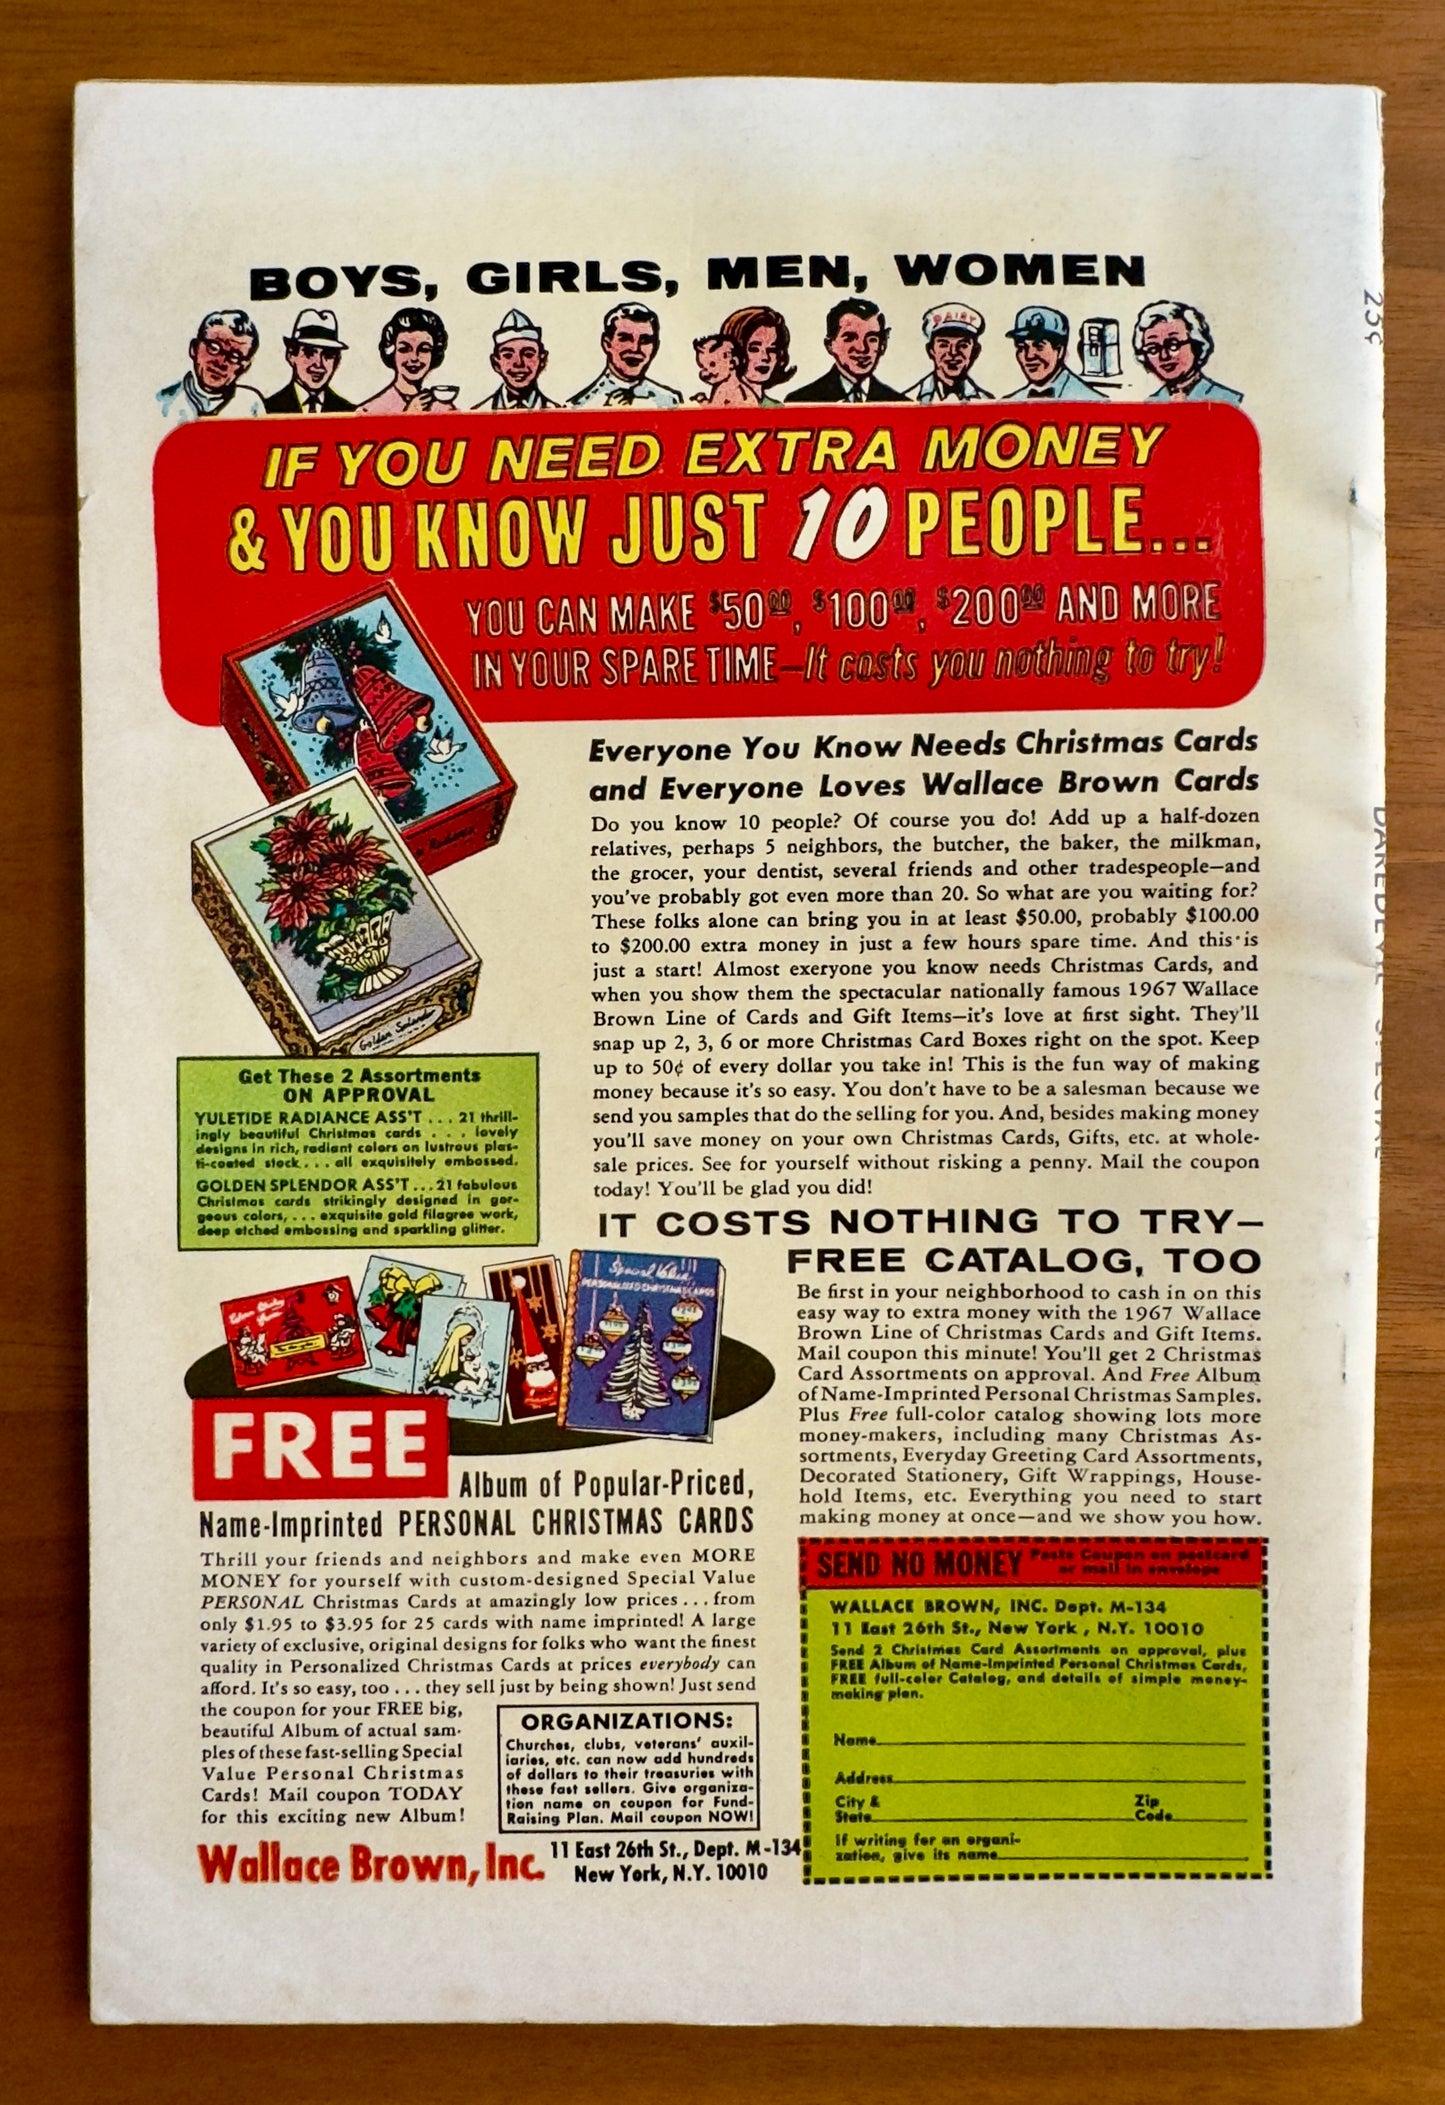 BOYS, GIRLS, MEN, WOMEN
DAIRY
IF YOU NEED EXTRA MONEY
& YOU KNOW JUST 10 PEOPLE...
YOU CAN MAKE $50.00, $100.00, $200.00 AND MORE
IN YOUR SPARE TIME—It costs you nothing to try!
Everyone You Know Needs Christmas Cards
and Everyone Loves Wallace Brown Cards
Do you know 10 people? Of course you do! Add up a half-dozen
relatives, perhaps 5 neighbors, the butcher, the baker, the milkman,
the grocer, your dentist, several friends and other tradespeople—and
you've probably got even more than 20. So what are you waiting for?
These folks alone can bring you in at least $50.00, probably $100.00
to $200.00 extra money in just a few hours spare time. And this is
just a start! Almost exeryone you know needs Christmas Cards, and
when you show them the spectacular nationally famous 1967 Wallace
Brown Line of Cards and Gift Items—it's love at first sight. They'll
snap up 2, 3, 6 or more Christmas Card Boxes right on the spot. Keep
up to 50¢ of every dollar you take in! This is the fun way of making
money because it's so easy. You don't have to be a salesman because we
send you samples that do the selling for you. And, besides making money
you'll save money on your own Christmas Cards, Gifts, etc. at whole-
sale prices. See for yourself without risking a penny. Mail the coupon
today! You'll be glad you did!
Radiance
Golden Splendor
Get These 2 Assortments
ON APPROVAL
YULETIDE RADIANCE ASS'T ... 21 thrill-
ingly beautiful Christmas cards . . . lovely
designs in rich, radiant colors on lustrous plas-
ti-coated stock . . . all exquisitely embossed.
GOLDEN SPLENDOR ASS'T ... 21 fabulous
Christmas cards strikingly designed in gor-
geous colors, . . . exquisite gold filagree work,
deep etched embossing and sparkling glitter.
IT COSTS NOTHING TO TRY—
FREE CATALOG, TOO
Be first in your neighborhood to cash in on this
easy way to extra money with the 1967 Wallace
Brown Line of Christmas Cards and Gift Items.
Mail coupon this minute! You'll get 2 Christmas
Card Assortments on approval. And Free Album
of Name-Imprinted Personal Christmas Samples.
Plus Free full-color catalog showing lots more
money-makers, including many Christmas As-
sortments, Everyday Greeting Card Assortments,
Decorated Stationery, Gift Wrappings, House-
hold Items, etc. Everything you need to start
making money at once—and we show you how.
Special Value
PERSONALIZED CHRISTMAS CARDS
FREE
Album of Popular-Priced,
Name-Imprinted PERSONAL CHRISTMAS CARDS
Thrill your friends and neighbors and make even MORE
MONEY for yourself with custom-designed Special Value
PERSONAL Christmas Cards at amazingly low prices . . . from
only $1.95 to $3.95 for 25 cards with name imprinted! A large
variety of exclusive, original designs for folks who want the finest
quality in Personalized Christmas Cards at prices everybody can
afford. It's so easy, too . . . they sell just by being shown! Just send
the coupon for your FREE big,
beautiful Album of actual sam-
ples of these fast-selling Special
Value Personal Christmas
Cards! Mail coupon TODAY
for this exciting new Album!
ORGANIZATIONS:
Churches, clubs, veterans' auxil-
iaries, etc. can now add hundreds
of dollars to their treasuries with
these fast sellers. Give organiza-
tion name on coupon for Fund-
Raising Plan. Mail coupon NOW!
Wallace Brown, Inc.
11 East 26th St., Dept. M-134
New York, N.Y. 10010
SEND NO MONEY Paste Coupon on postcard
or mail in envelope
WALLACE BROWN, INC. Dept. M-134
11 East 26th St., New York, N.Y. 10010
Send 2 Christmas Card Assortments on approval, plus
FREE Album of Name-Imprinted Personal Christmas Cards,
FREE full-color Catalog, and details of simple money-
making plan.
Name
Address
City & State Zip Code
If writing for an organi-
zation, give its name
25¢